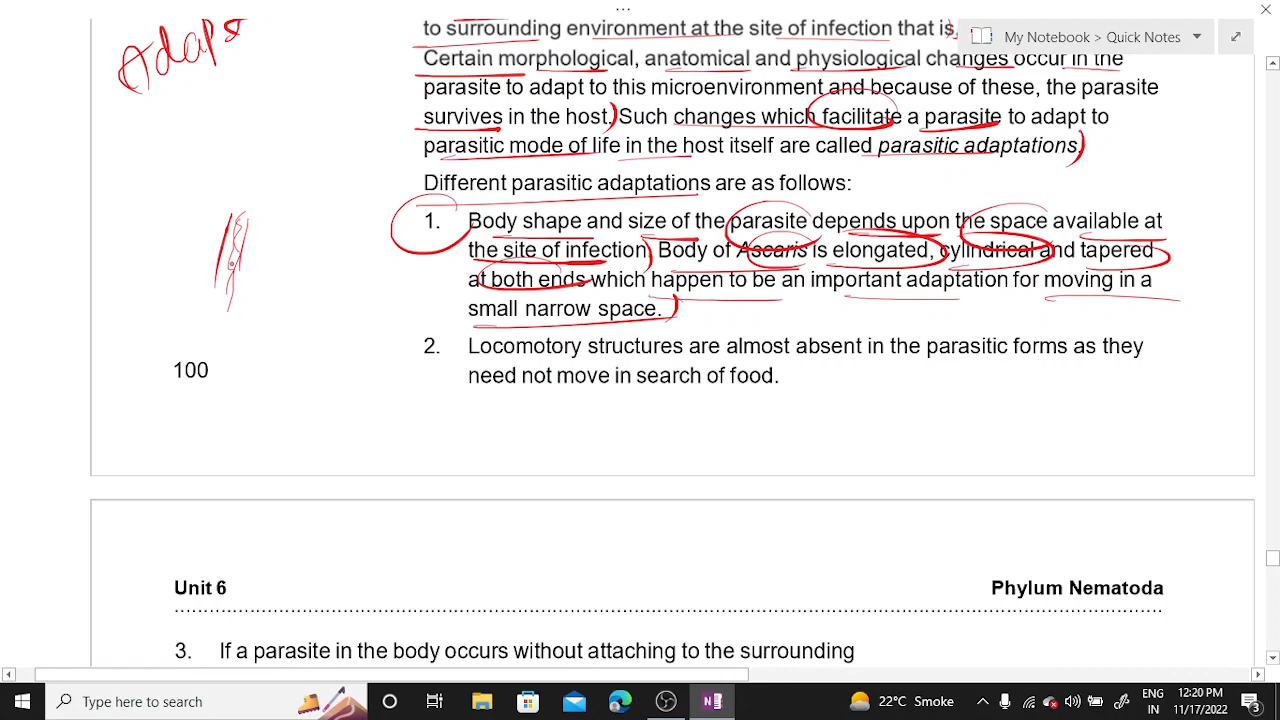 ...
to surrounding environment at the site of infection that is,
My Notebook > Quick Notes
Adap
Certain morphological, anatomical and physiological changes occur in the
parasite to adapt to this microenvironment and because of these, the parasite
survives in the host. Such changes which facilitate a parasite to adapt to
parasitic mode of life in the host itself are called parasitic adaptations.
Different parasitic adaptations are as follows:
1. Body shape and size of the parasite depends upon the space available at
the site of infection. Body of Ascaris is elongated, cylindrical and tapered
at both ends which happen to be an important adaptation for moving in a
small narrow space.
2. Locomotory structures are almost absent in the parasitic forms as they
need not move in search of food.
100
Unit 6 Phylum Nematoda
3. If a parasite in the body occurs without attaching to the surrounding
Type here to search
22°C Smoke
ENG
IN
12:20 PM
11/17/2022
3